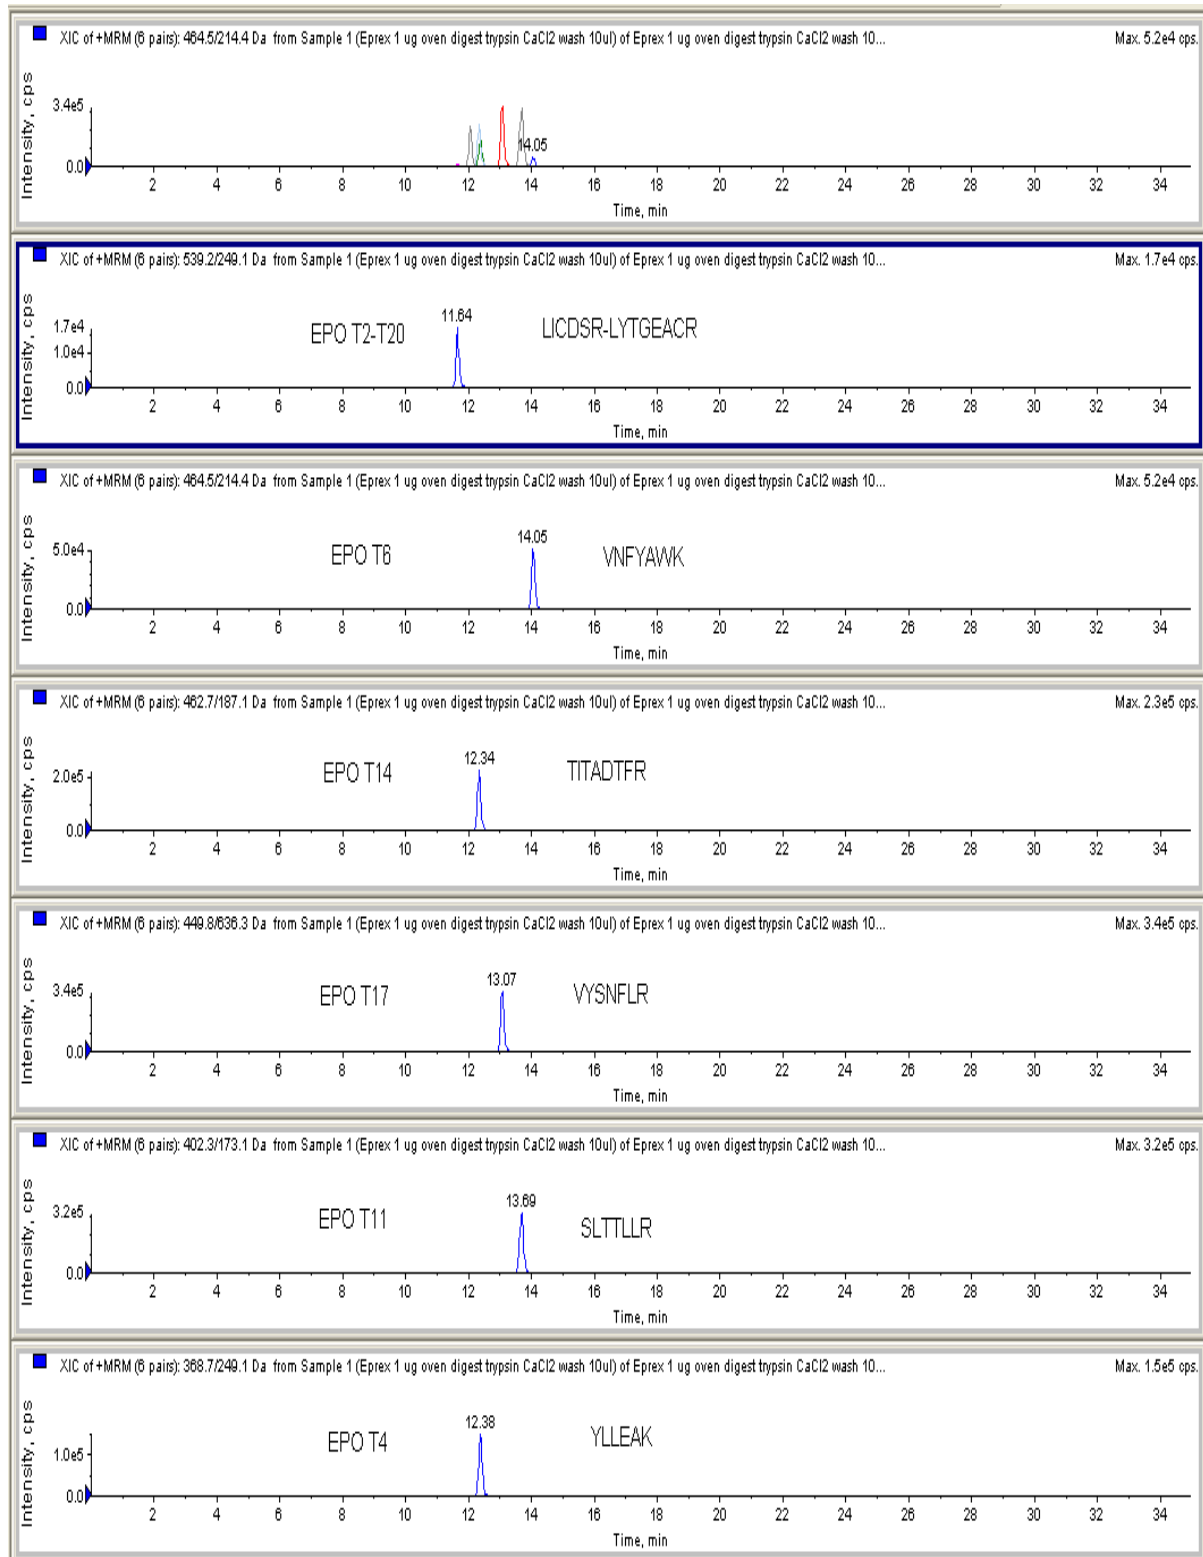 XIC of +MRM (6 pairs): 464.5/214.4 Da from Sample 1 (Eprex 1 ug oven digest trypsin CaCl2 wash 10ul) of Eprex 1 ug oven digest trypsin CaCl2 wash 10... Max. 5.2e4 cps.
Intensity, cps
3.4e5
0.0
14.05
2 4 6 8 10 12 14 16 18 20 22 24 26 28 30 32 34
Time, min
XIC of +MRM (6 pairs): 539.2/249.1 Da from Sample 1 (Eprex 1 ug oven digest trypsin CaCl2 wash 10ul) of Eprex 1 ug oven digest trypsin CaCl2 wash 10... Max. 1.7e4 cps.
Intensity, cps
1.7e4
1.0e4
0.0
EPO T2-T20
11.64
LICDSR-LYTGEACR
2 4 6 8 10 12 14 16 18 20 22 24 26 28 30 32 34
Time, min
XIC of +MRM (6 pairs): 464.5/214.4 Da from Sample 1 (Eprex 1 ug oven digest trypsin CaCl2 wash 10ul) of Eprex 1 ug oven digest trypsin CaCl2 wash 10... Max. 5.2e4 cps.
Intensity, cps
5.0e4
0.0
EPO T6
14.05
VNFYAWK
2 4 6 8 10 12 14 16 18 20 22 24 26 28 30 32 34
Time, min
XIC of +MRM (6 pairs): 462.7/187.1 Da from Sample 1 (Eprex 1 ug oven digest trypsin CaCl2 wash 10ul) of Eprex 1 ug oven digest trypsin CaCl2 wash 10... Max. 2.3e5 cps.
Intensity, cps
2.0e5
0.0
EPO T14
12.34
TITADTFR
2 4 6 8 10 12 14 16 18 20 22 24 26 28 30 32 34
Time, min
XIC of +MRM (6 pairs): 449.8/636.3 Da from Sample 1 (Eprex 1 ug oven digest trypsin CaCl2 wash 10ul) of Eprex 1 ug oven digest trypsin CaCl2 wash 10... Max. 3.4e5 cps.
Intensity, cps
3.4e5
0.0
EPO T17
13.07
VYSNFLR
2 4 6 8 10 12 14 16 18 20 22 24 26 28 30 32 34
Time, min
XIC of +MRM (6 pairs): 402.3/173.1 Da from Sample 1 (Eprex 1 ug oven digest trypsin CaCl2 wash 10ul) of Eprex 1 ug oven digest trypsin CaCl2 wash 10... Max. 3.2e5 cps.
Intensity, cps
3.2e5
0.0
EPO T11
13.69
SLTTLLR
2 4 6 8 10 12 14 16 18 20 22 24 26 28 30 32 34
Time, min
XIC of +MRM (6 pairs): 368.7/249.1 Da from Sample 1 (Eprex 1 ug oven digest trypsin CaCl2 wash 10ul) of Eprex 1 ug oven digest trypsin CaCl2 wash 10... Max. 1.5e5 cps.
Intensity, cps
1.0e5
0.0
EPO T4
12.38
YLLEAK
2 4 6 8 10 12 14 16 18 20 22 24 26 28 30 32 34
Time, min